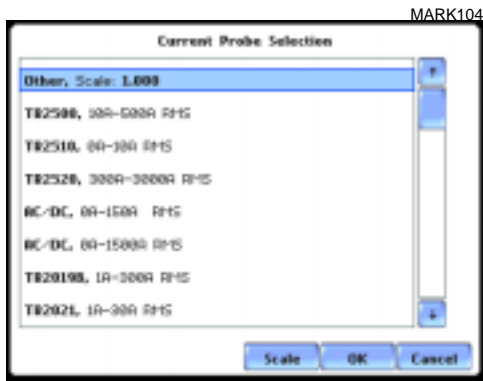 MARK104
Current Probe Selection
Other, Scale: 1.000
TR2500, 10A-500A RMS
TR2510, 0A-10A RMS
TR2520, 300A-3000A RMS
AC/DC, 0A-150A RMS
AC/DC, 0A-1500A RMS
TR2019B, 1A-300A RMS
TR2021, 1A-30A RMS
Scale OK Cancel